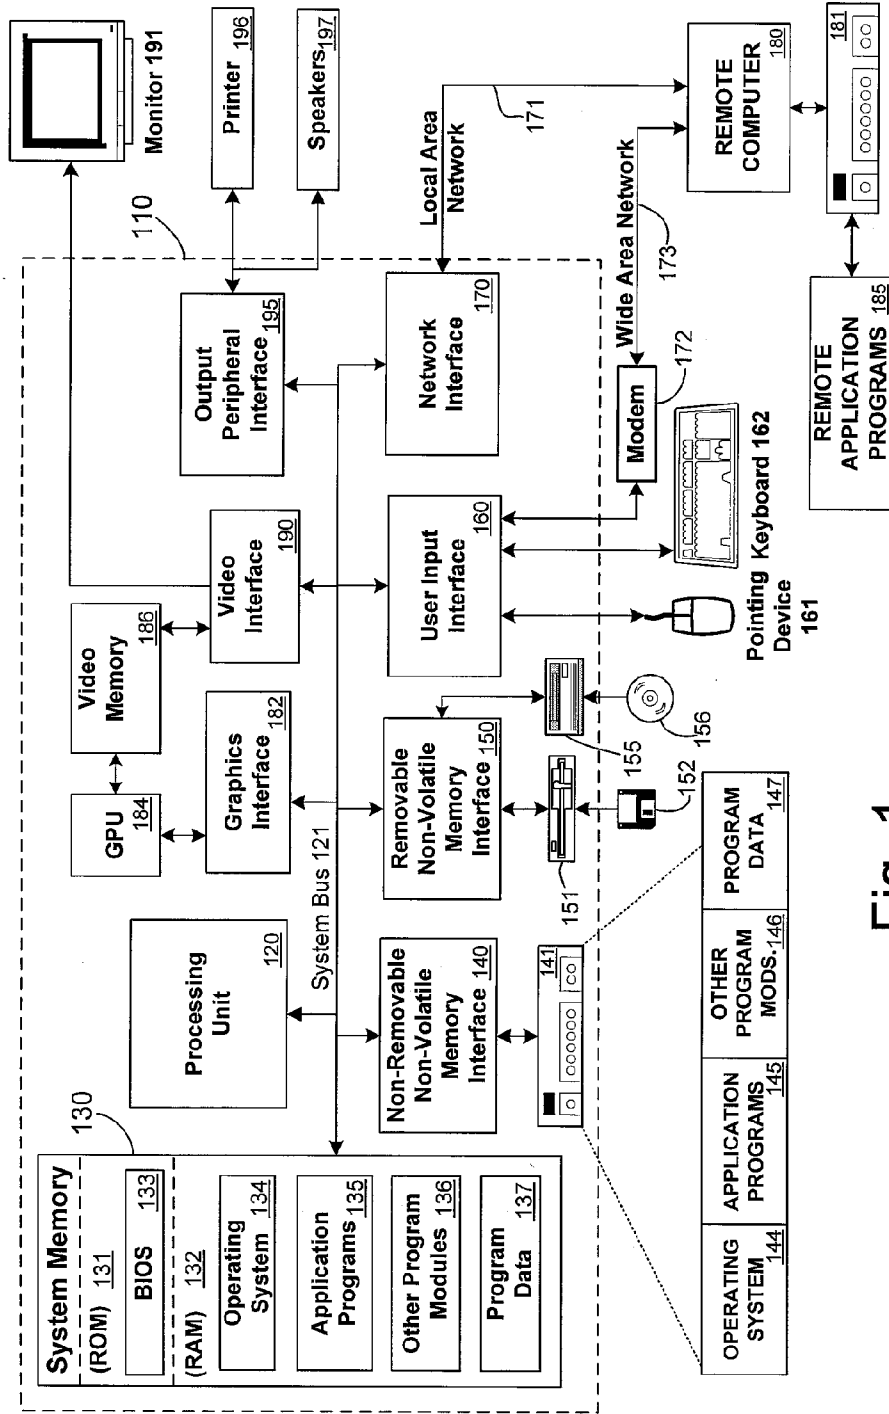 System Memory
130
(ROM) 131
BIOS 133
(RAM) 132
Operating
System 134
Application
Programs 135
Other Program
Modules 136
Program
Data 137
Processing
Unit
120
System Bus 121
GPU
184
Video
Memory
186
Graphics
Interface
182
Video
Interface
190
Output
Peripheral
Interface
195
110
Monitor 191
Printer 196
Speakers 197
Non-Removable
Non-Volatile
Memory
Interface
140
Removable
Non-Volatile
Memory
Interface
150
User Input
Interface
160
Network
Interface
170
Local Area
Network
171
Wide Area Network
173
Modem
172
141
151
152
155
156
Pointing
Device
161
Keyboard 162
REMOTE
COMPUTER
180
181
REMOTE
APPLICATION
PROGRAMS 185
OPERATING
SYSTEM 144
APPLICATION
PROGRAMS 145
OTHER
PROGRAM
MODS. 146
PROGRAM
DATA 147